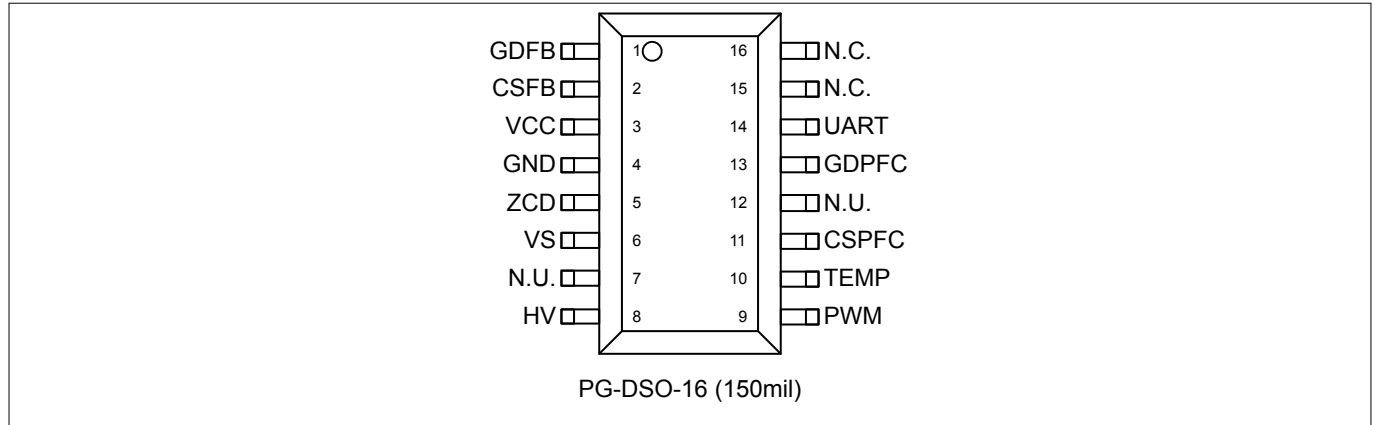 GDFB 1 16 N.C.
CSFB 2 15 N.C.
VCC 3 14 UART
GND 4 13 GDPFC
ZCD 5 12 N.U.
VS 6 11 CSPFC
N.U. 7 10 TEMP
HV 8 9 PWM
PG-DSO-16 (150mil)